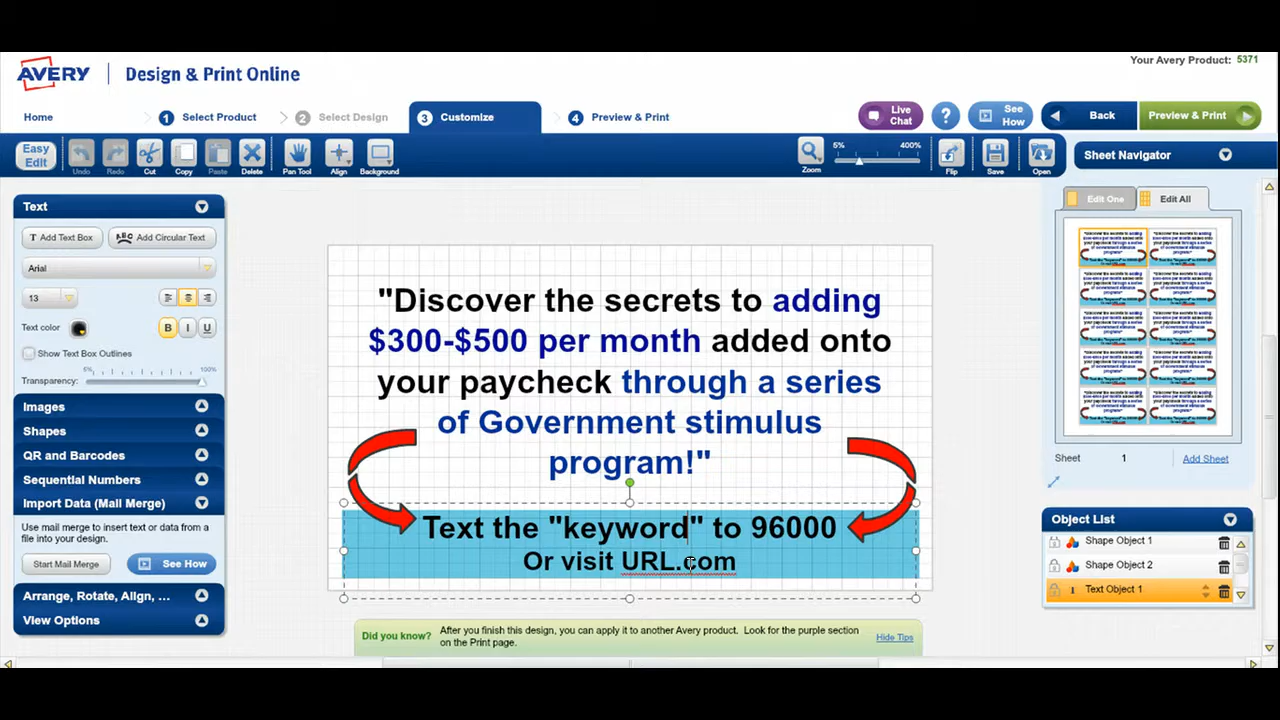 AVERY Design & Print Online
Your Avery Product: 5371
Home
1 Select Product
2 Select Design
3 Customize
4 Preview & Print
Live Chat
?
See How
Back
Preview & Print
Easy Edit
Undo
Redo
Cut
Copy
Paste
Delete
Pan Tool
Align
Background
Zoom
5% 400%
Flip
Save
Open
Sheet Navigator
Text
T Add Text Box
ABC Add Circular Text
Arial
13
Text color
B I U
Show Text Box Outlines
Transparency: 100%
Images
Shapes
QR and Barcodes
Sequential Numbers
Import Data (Mail Merge)
Use mail merge to insert text or data from a
file into your design.
Start Mail Merge
See How
Arrange, Rotate, Align, ...
View Options
"Discover the secrets to adding
$300-$500 per month added onto
your paycheck through a series
of Government stimulus
program!"
Text the "keyword" to 96000
Or visit URL.com
Did you know? After you finish this design, you can apply it to another Avery product. Look for the purple section
on the Print page.
Hide Tips
Edit One
Edit All
Sheet 1 Add Sheet
Object List
Shape Object 1
Shape Object 2
1 Text Object 1